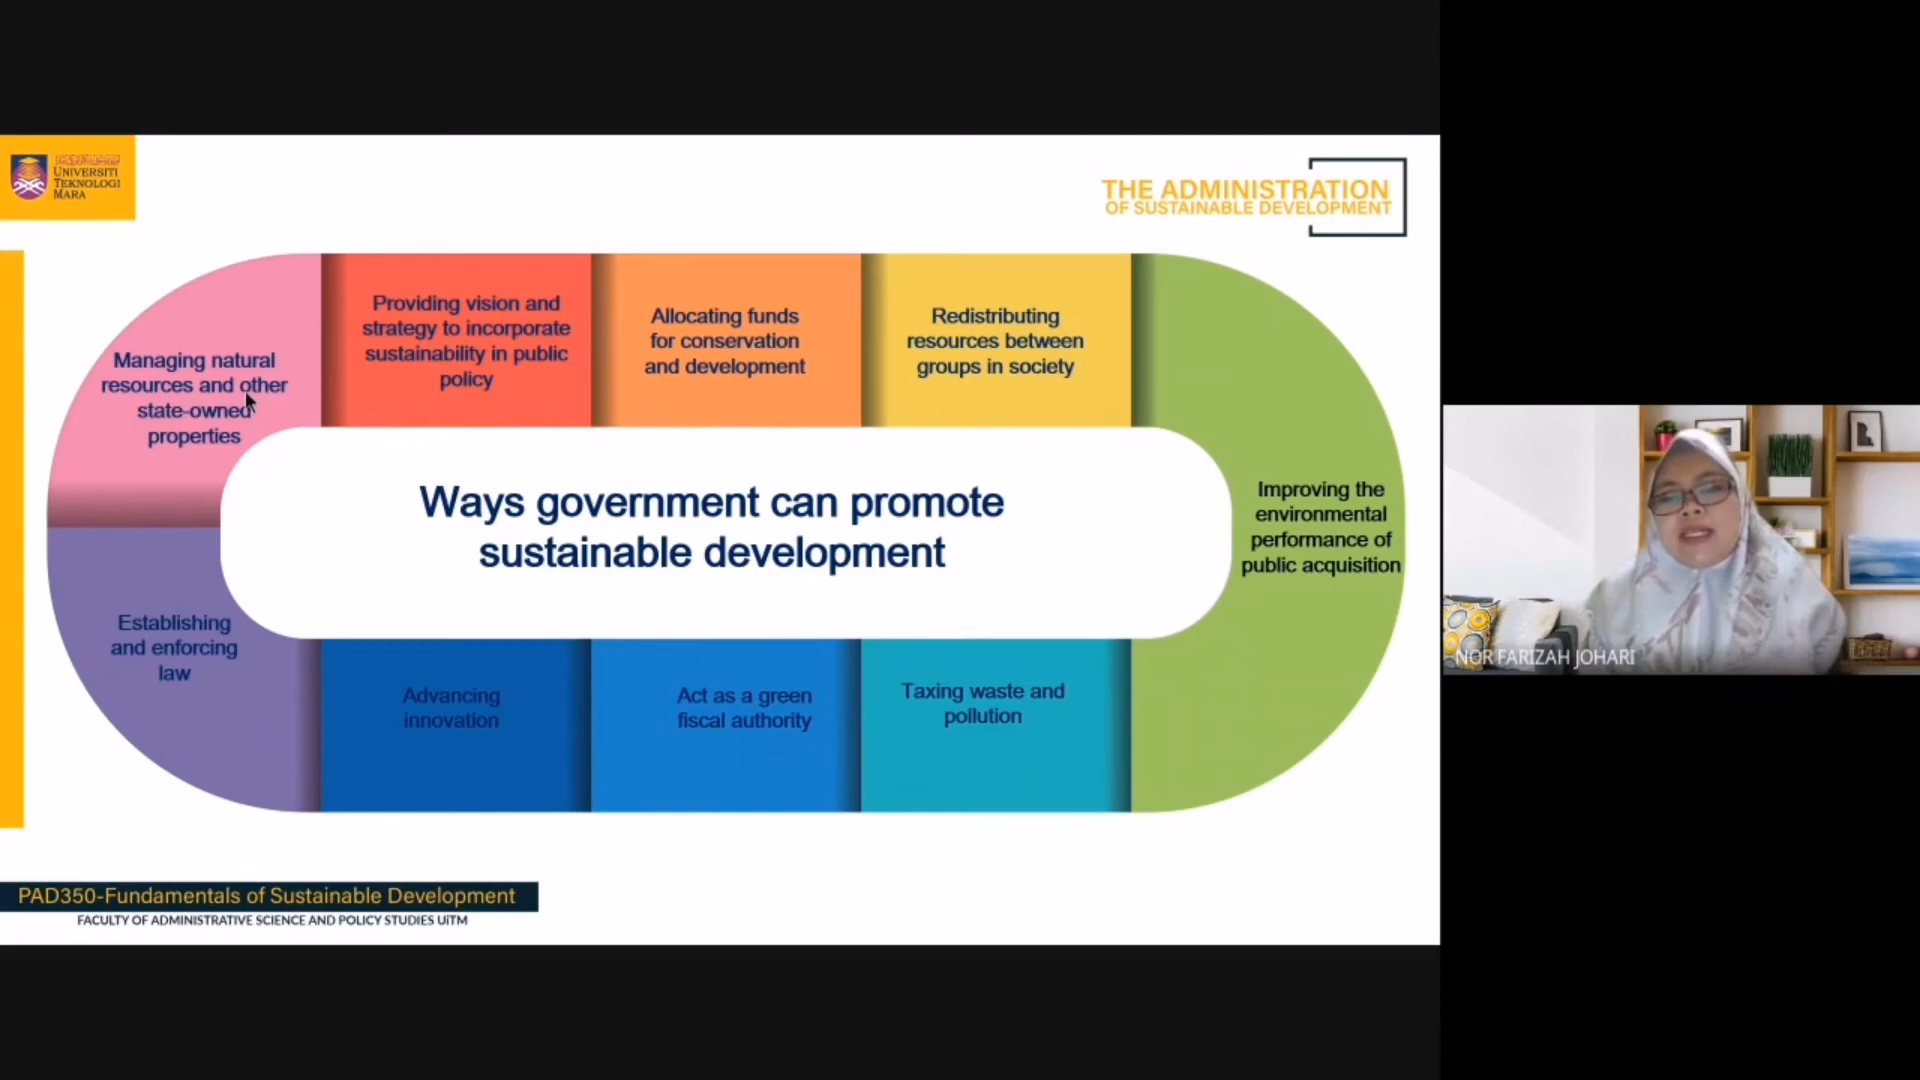 UNIVERSITI
TEKNOLOGI
MARA
THE ADMINISTRATION
OF SUSTAINABLE DEVELOPMENT
Managing natural
resources and other
state-owned
properties
Providing vision and
strategy to incorporate
sustainability in public
policy
Allocating funds
for conservation
and development
Redistributing
resources between
groups in society
Improving the
environmental
performance of
public acquisition
Ways government can promote
sustainable development
Establishing
and enforcing
law
Advancing
innovation
Act as a green
fiscal authority
Taxing waste and
pollution
NOR FARIZAH JOHARI
PAD350-Fundamentals of Sustainable Development
FACULTY OF ADMINISTRATIVE SCIENCE AND POLICY STUDIES UiTM